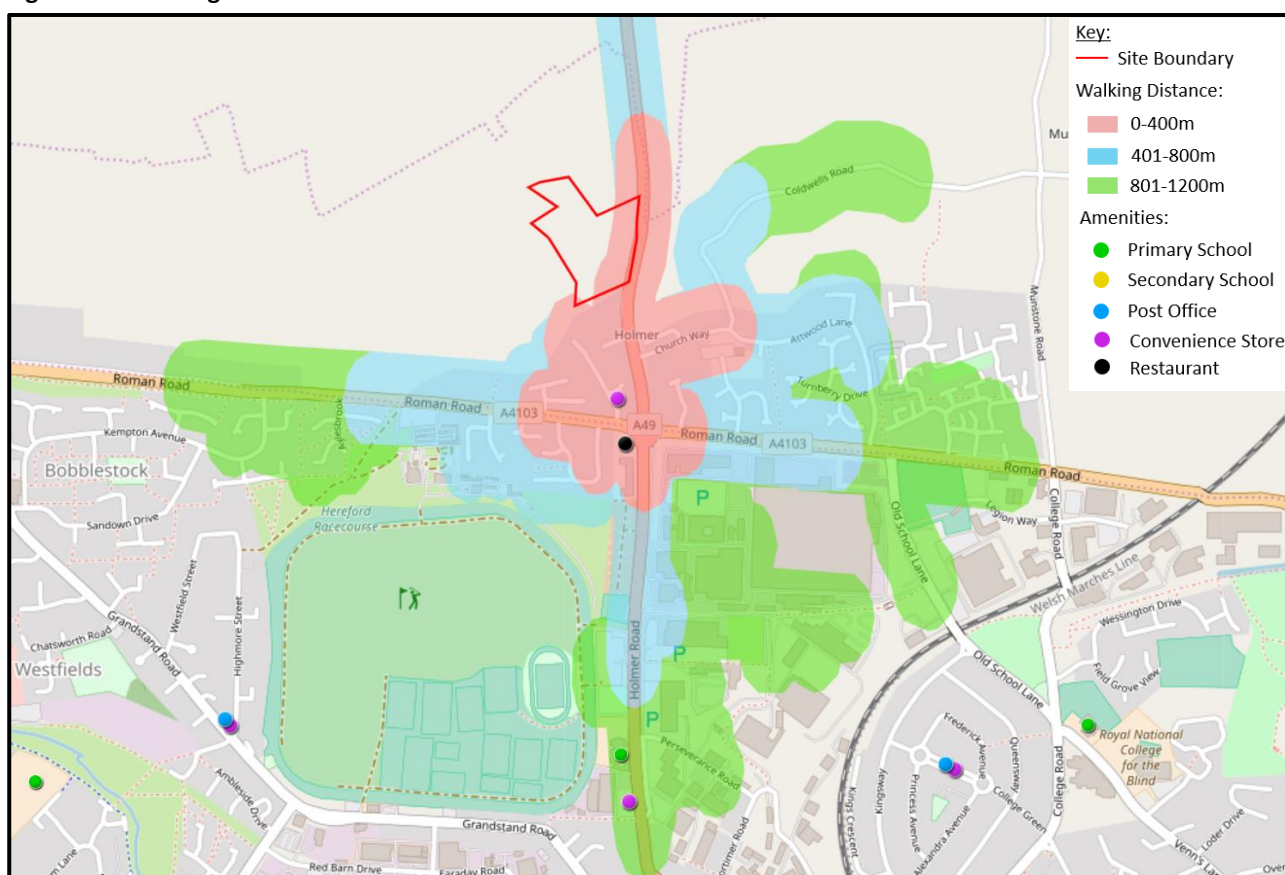 Key:
Site Boundary
Walking Distance:
0-400m
401-800m
801-1200m
Amenities:
Primary School
Secondary School
Post Office
Convenience Store
Restaurant
Coldwells Road
Munstone Road
Holmer
Church Way
Attwood Lane
Turnberry Drive
Roman Road
Roman Road
A4103
A49
Roman Road
A4103
Roman Road
Kempton Avenue
Bobblestock
Sandown Drive
Hereford
Racecourse
P
Old School Lane
Legion Way
College Road
Welsh Marches Line
Westfield Street
Highmore Street
Grandstand Road
Chatsworth Road
Westfields
Holmer Road
P
P
Perseverance Road
Wessington Drive
Field Grove View
Old School Lane
Frederick
Avenue
Queensway
Kingsway
Princess Avenue
College Green
Alexandra Avenue
Kings Crescent
College Road
Royal National
College
for the
Blind
Loder Drive
Venn's La
Ambleside Drive
Grandstand Road
Red Barn Drive
Faraday Road